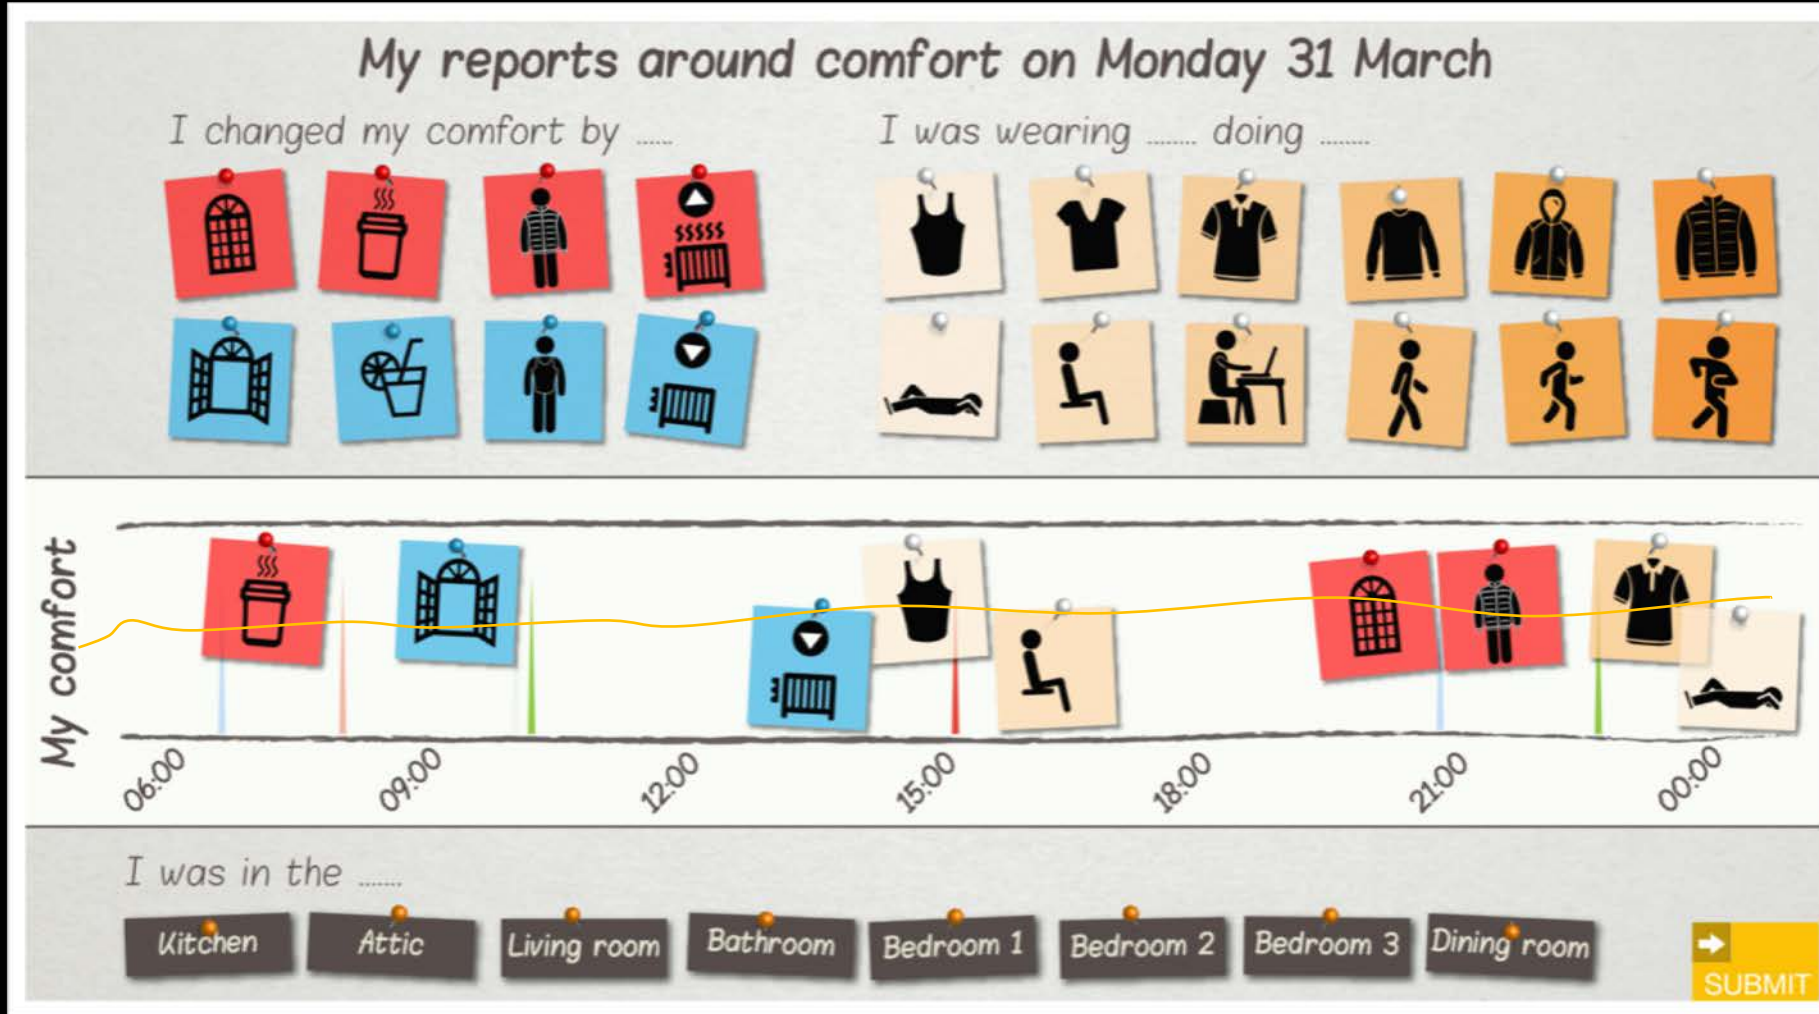 My reports around comfort on Monday 31 March
I changed my comfort by ......
I was wearing ........ doing ........
My comfort
06:00
09:00
12:00
15:00
18:00
21:00
00:00
I was in the .......
Kitchen
Attic
Living room
Bathroom
Bedroom 1
Bedroom 2
Bedroom 3
Dining room
SUBMIT